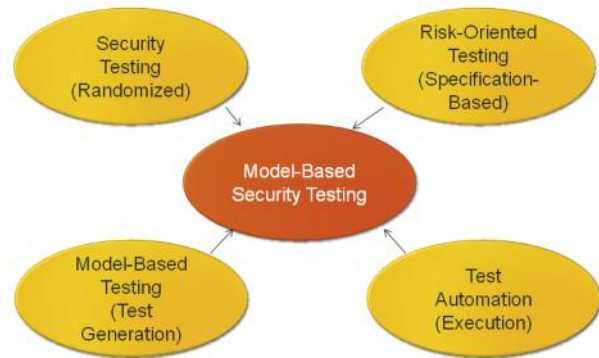 Security
Testing
(Randomized)
Risk-Oriented
Testing
(Specification-
Based)
Model-Based
Security Testing
Model-Based
Testing
(Test
Generation)
Test
Automation
(Execution)